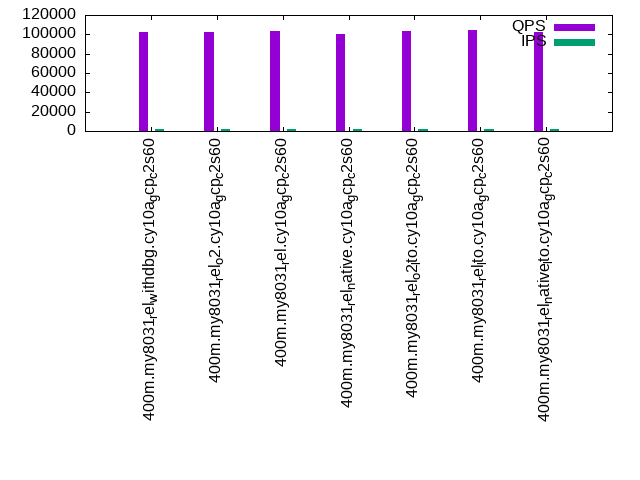 120000
100000
80000
60000
40000
20000
0
QPS
IPS
400m.my8031relwithdbg.cy10agcpc2s60
400m.my8031relo2.cy10agcpc2s60
400m.my8031rel.cy10agcpc2s60
400m.my8031relnative.cy10agcpc2s60
400m.my8031relo2lto.cy10agcpc2s60
400m.my8031rellto.cy10agcpc2s60
400m.my8031relnativelto.cy10agcpc2s60